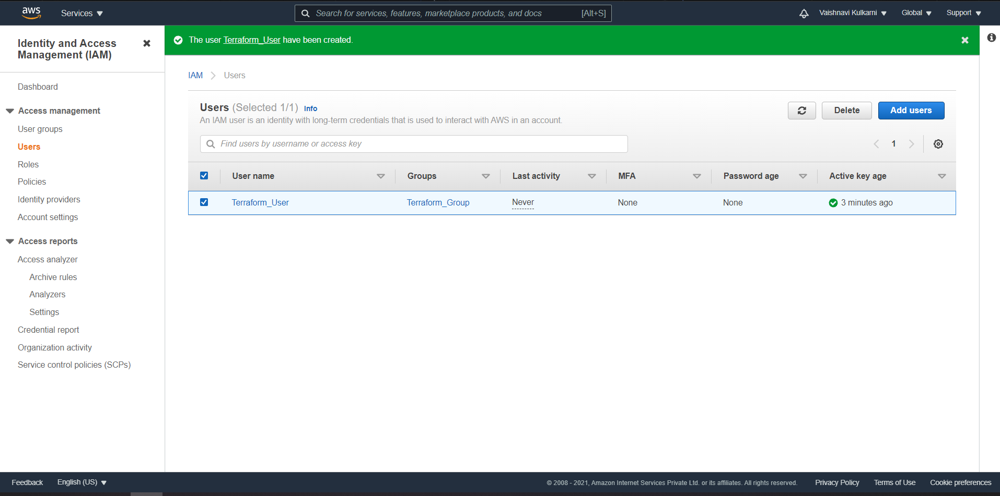 aws
Services
Search for services, features, marketplace products, and docs [Alt+S]
Vaishnavi Kulkarni
Global
Support
Identity and Access
Management (IAM)
The user Terraform_User have been created.
Dashboard
Access management
User groups
Users
Roles
Policies
Identity providers
Account settings
Access reports
Access analyzer
Archive rules
Analyzers
Settings
Credential report
Organization activity
Service control policies (SCPs)
IAM Users
Users (Selected 1/1) Info
An IAM user is an identity with long-term credentials that is used to interact with AWS in an account.
Delete
Add users
Find users by username or access key
1
User name Groups Last activity MFA Password age Active key age
Terraform_User Terraform_Group Never None None 3 minutes ago
Feedback English (US)
© 2008 - 2021, Amazon Internet Services Private Ltd. or its affiliates. All rights reserved. Privacy Policy Terms of Use Cookie preferences